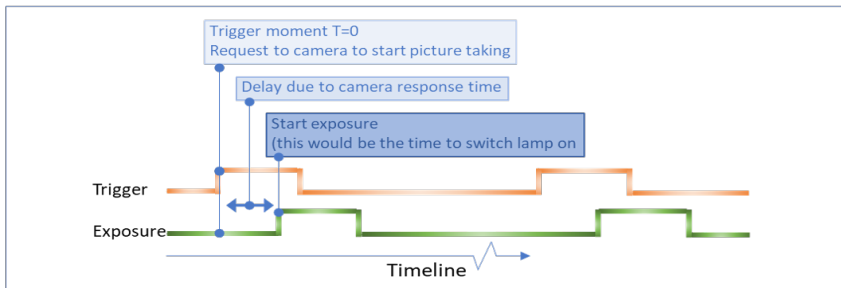 Trigger moment T=0
Request to camera to start picture taking
Delay due to camera response time
Start exposure
(this would be the time to switch lamp on
Trigger
Exposure
Timeline